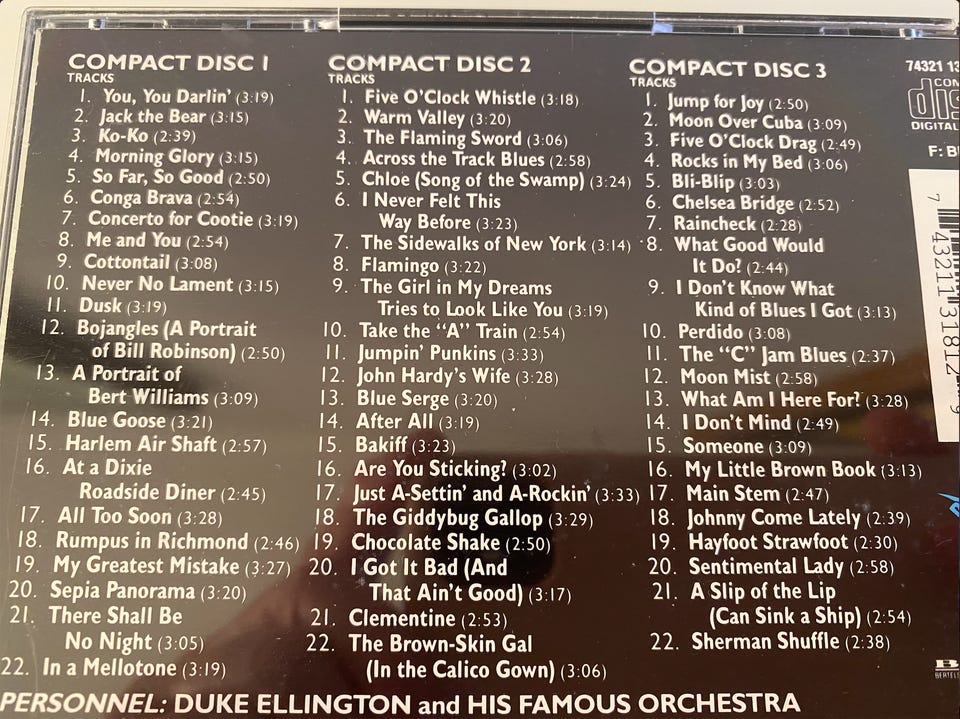 COMPACT DISC 1
TRACKS
1. You, You Darlin' (3:19)
2. Jack the Bear (3:15)
3. Ko-Ko (2:39)
4. Morning Glory (3:15)
5. So Far, So Good (2:50)
6. Conga Brava (2:54)
7. Concerto for Cootie (3:19)
8. Me and You (2:54)
9. Cottontail (3:08)
10. Never No Lament (3:15)
11. Dusk (3:19)
12. Bojangles (A Portrait
of Bill Robinson) (2:50)
13. A Portrait of
Bert Williams (3:09)
14. Blue Goose (3:21)
15. Harlem Air Shaft (2:57)
16. At a Dixie
Roadside Diner (2:45)
17. All Too Soon (3:28)
18. Rumpus in Richmond (2:46)
19. My Greatest Mistake (3:27)
20. Sepia Panorama (3:20)
21. There Shall Be
No Night (3:05)
22. In a Mellotone (3:19)
COMPACT DISC 2
TRACKS
1. Five O'Clock Whistle (3:18)
2. Warm Valley (3:20)
3. The Flaming Sword (3:06)
4. Across the Track Blues (2:58)
5. Chloe (Song of the Swamp) (3:24)
6. I Never Felt This
Way Before (3:23)
7. The Sidewalks of New York (3:14)
8. Flamingo (3:22)
9. The Girl in My Dreams
Tries to Look Like You (3:19)
10. Take the "A" Train (2:54)
11. Jumpin' Punkins (3:33)
12. John Hardy's Wife (3:28)
13. Blue Serge (3:20)
14. After All (3:19)
15. Bakiff (3:23)
16. Are You Sticking? (3:02)
17. Just A-Settin' and A-Rockin' (3:33)
18. The Giddybug Gallop (3:29)
19. Chocolate Shake (2:50)
20. I Got It Bad (And
That Ain't Good) (3:17)
21. Clementine (2:53)
22. The Brown-Skin Gal
(In the Calico Gown) (3:06)
COMPACT DISC 3
TRACKS
1. Jump for Joy (2:50)
2. Moon Over Cuba (3:09)
3. Five O'Clock Drag (2:49)
4. Rocks in My Bed (3:06)
5. Bli-Blip (3:03)
6. Chelsea Bridge (2:52)
7. Raincheck (2:28)
8. What Good Would
It Do? (2:44)
9. I Don't Know What
Kind of Blues I Got (3:13)
10. Perdido (3:08)
11. The "C" Jam Blues (2:37)
12. Moon Mist (2:58)
13. What Am I Here For? (3:28)
14. I Don't Mind (2:49)
15. Someone (3:09)
16. My Little Brown Book (3:13)
17. Main Stem (2:47)
18. Johnny Come Lately (2:39)
19. Hayfoot Strawfoot (2:30)
20. Sentimental Lady (2:58)
21. A Slip of the Lip
(Can Sink a Ship) (2:54)
22. Sherman Shuffle (2:38)
74321 13
COM
dis
DIGITAL
F: B
7 43211 31812 9
B
BERTELS
PERSONNEL: DUKE ELLINGTON and HIS FAMOUS ORCHESTRA